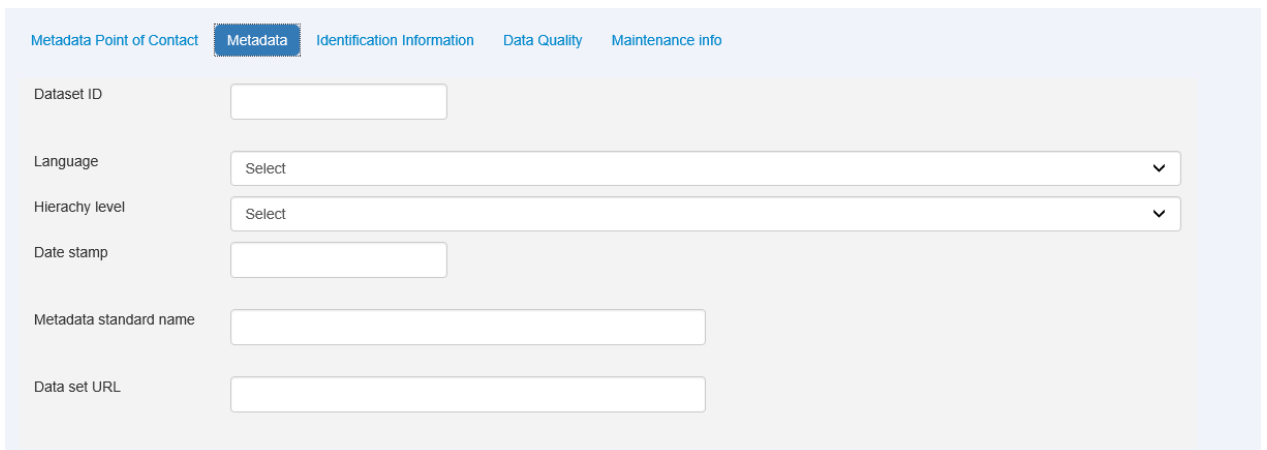 Metadata Point of Contact Metadata Identification Information Data Quality Maintenance info
Dataset ID
Language Select
Hierachy level Select
Date stamp
Metadata standard name
Data set URL